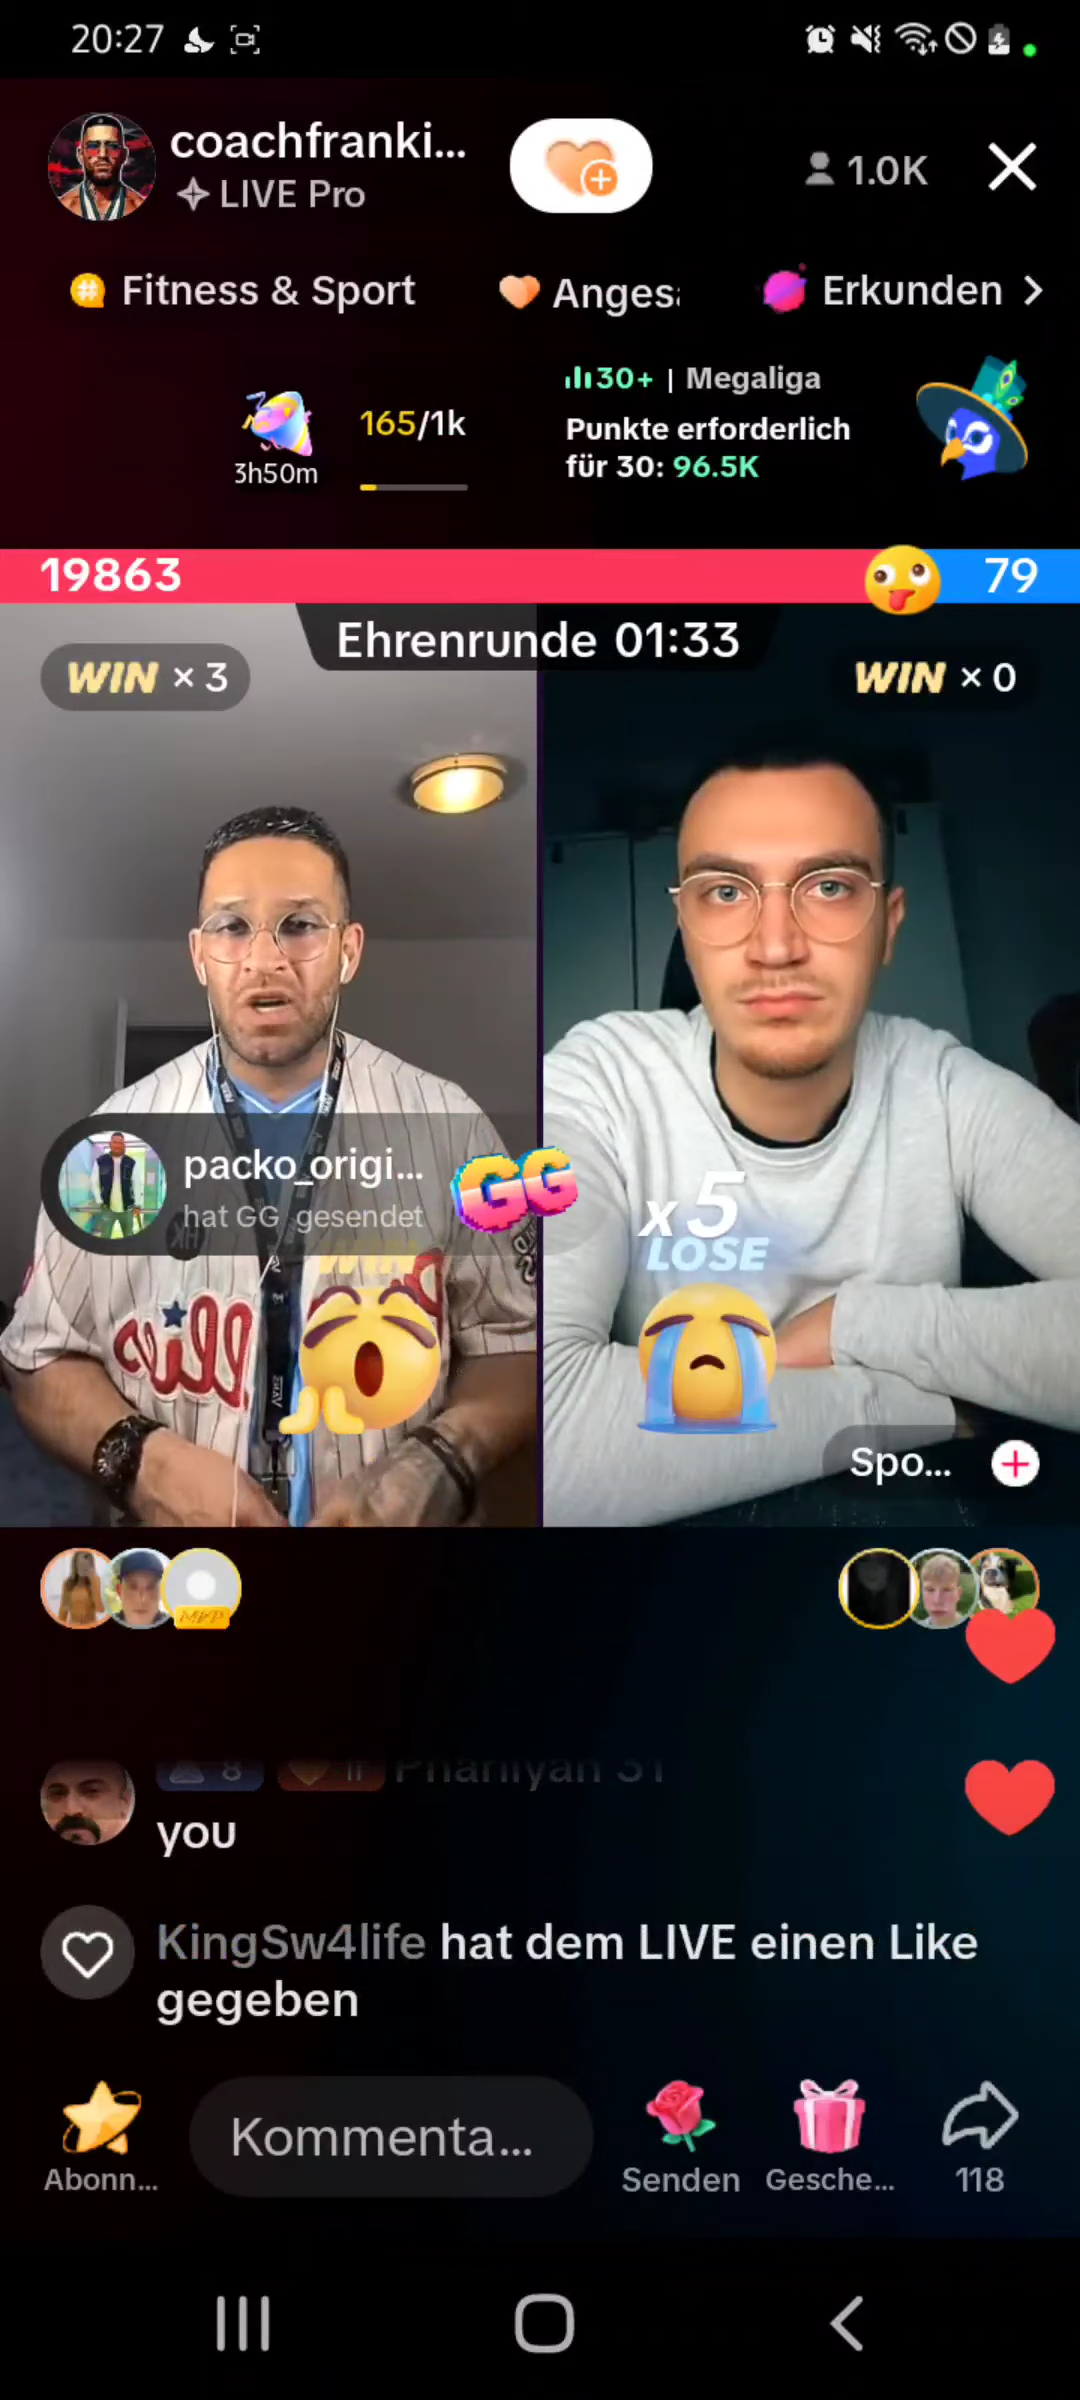 20:27
coachfranki...
LIVE Pro
1.0K
Fitness & Sport
Anges
Erkunden
165/1k
3h50m
30+ | Megaliga
Punkte erforderlich
für 30: 96.5K
19863
79
Ehrenrunde 01:33
WIN × 3
WIN × 0
packo_origi...
hat GG gesendet
GG
x5
WIN
LOSE
Spo...
8
you
KingSw4life hat dem LIVE einen Like
gegeben
Kommenta...
Abonn...
Senden
Gesche...
118